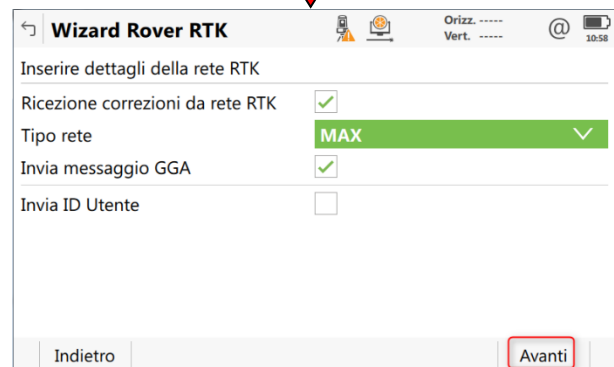 Wizard Rover RTK
Orizz. -----
Vert. -----
@
10:58
Inserire dettagli della rete RTK
Ricezione correzioni da rete RTK
Tipo rete MAX
Invia messaggio GGA
Invia ID Utente
Indietro Avanti